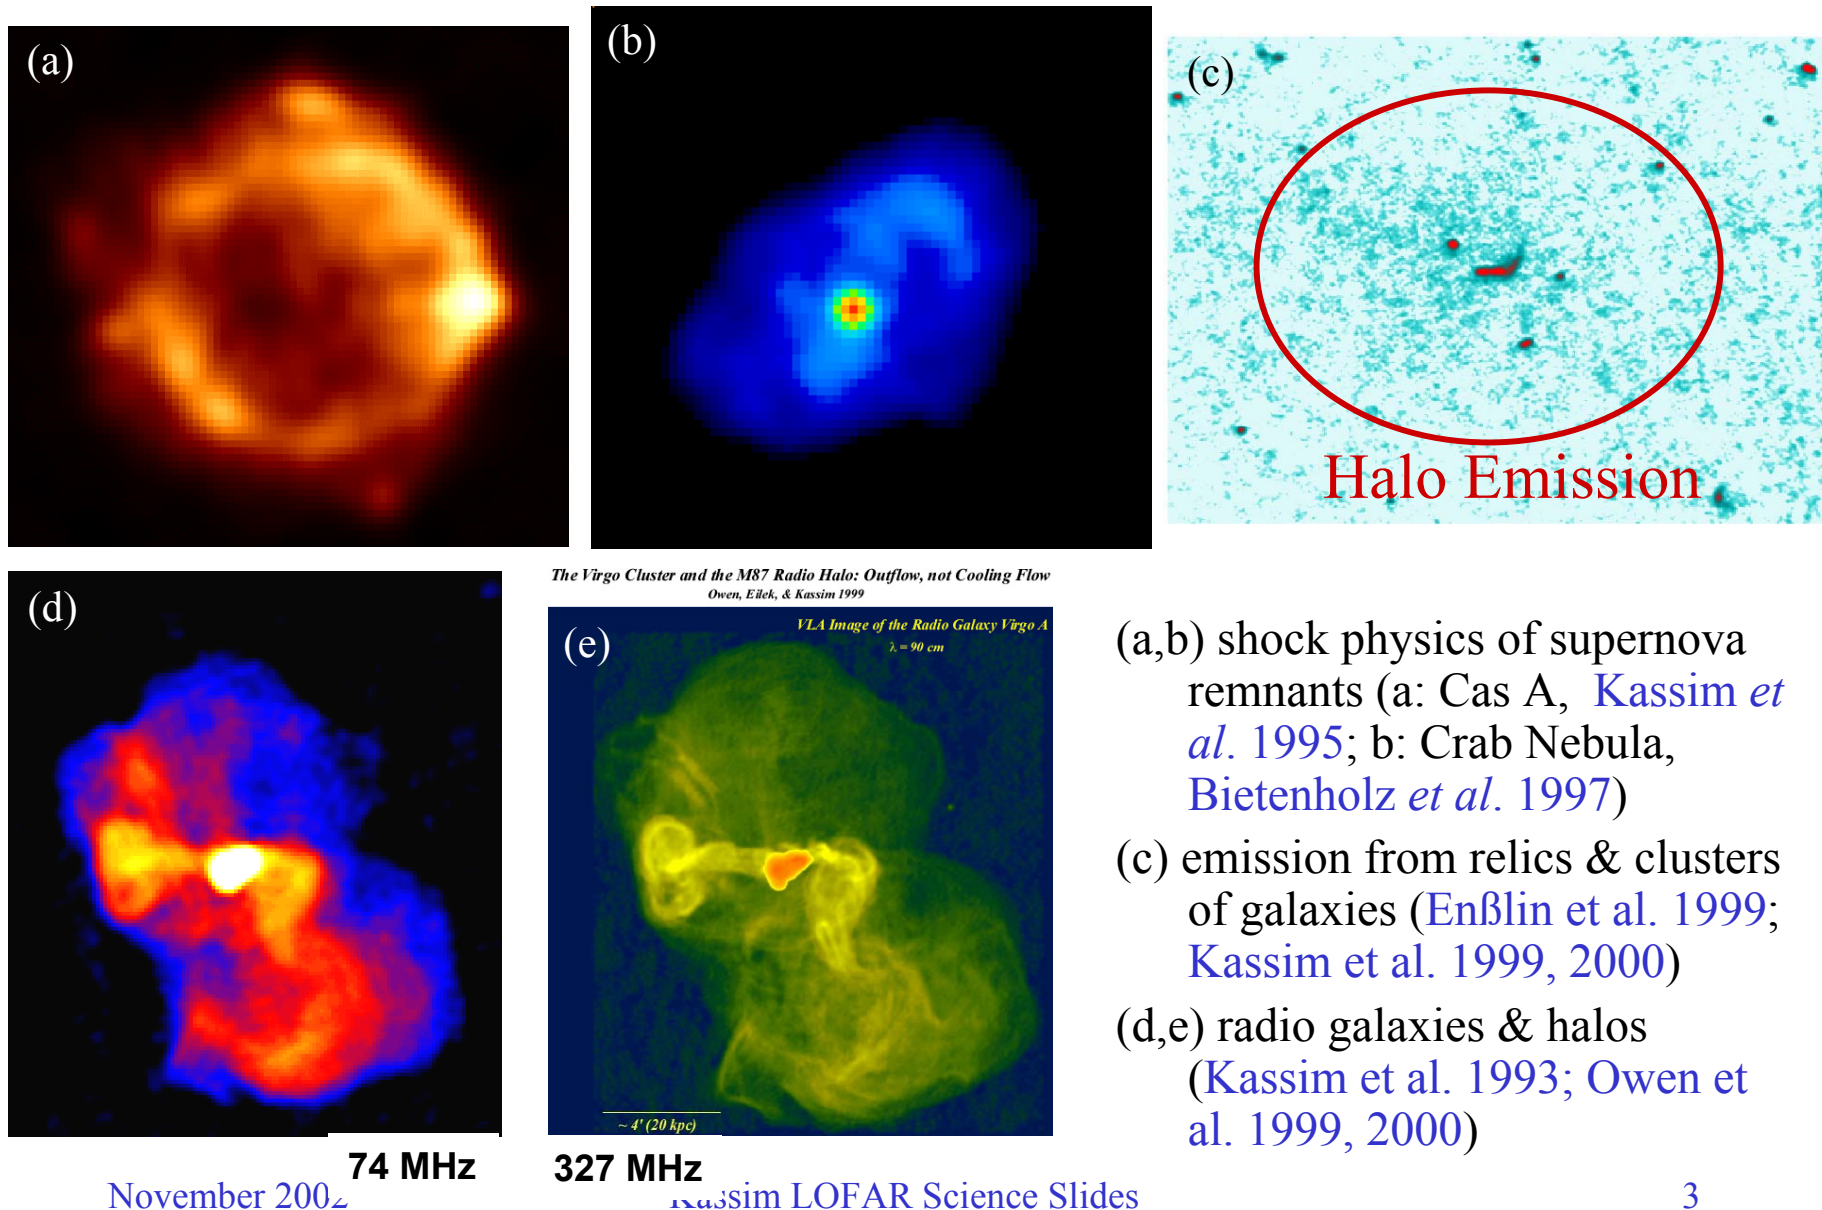 (a)
(b)
(c)
Halo Emission
(d)
The Virgo Cluster and the M87 Radio Halo: Outflow, not Cooling Flow
Owen, Eilek, & Kassim 1999
(e)
VLA Image of the Radio Galaxy Virgo A
λ = 90 cm
~ 4' (20 kpc)
74 MHz
327 MHz
(a,b) shock physics of supernova
remnants (a: Cas A, Kassim et
al. 1995; b: Crab Nebula,
Bietenholz et al. 1997)
(c) emission from relics & clusters
of galaxies (Enßlin et al. 1999;
Kassim et al. 1999, 2000)
(d,e) radio galaxies & halos
(Kassim et al. 1993; Owen et
al. 1999, 2000)
November 2002
Kassim LOFAR Science Slides
3